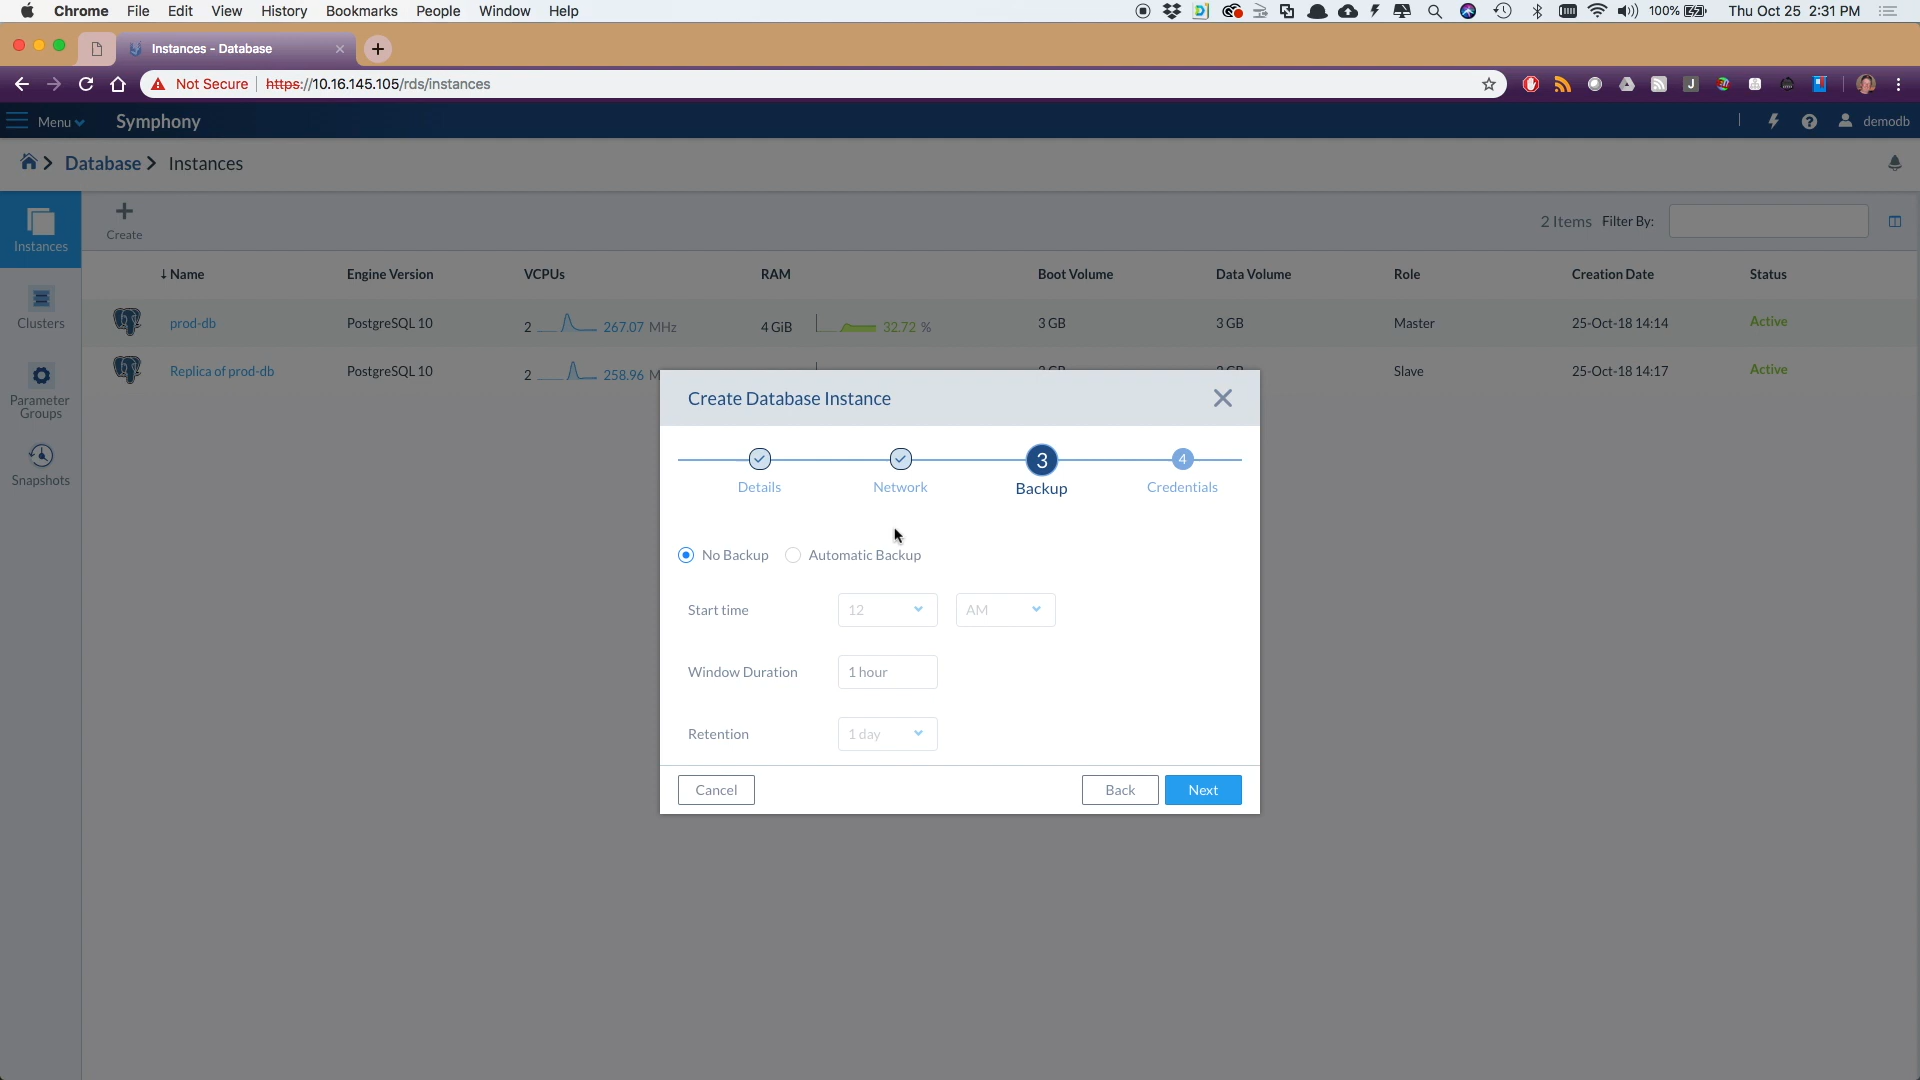 Chrome File Edit View History Bookmarks People Window Help 100% Thu Oct 25 2:31 PM
Instances - Database
Not Secure https://10.16.145.105/rds/instances
Menu Symphony demodb
Database > Instances
Instances
Clusters
Parameter
Groups
Snapshots
+
Create
2 Items Filter By:
↓ Name Engine Version VCPUs RAM Boot Volume Data Volume Role Creation Date Status
prod-db PostgreSQL 10 2 267.07 MHz 4 GiB 32.72 % 3 GB 3 GB Master 25-Oct-18 14:14 Active
Replica of prod-db PostgreSQL 10 2 258.96 Slave 25-Oct-18 14:17 Active
Create Database Instance
3 4
Details Network Backup Credentials
No Backup Automatic Backup
Start time 12 AM
Window Duration 1 hour
Retention 1 day
Cancel Back Next